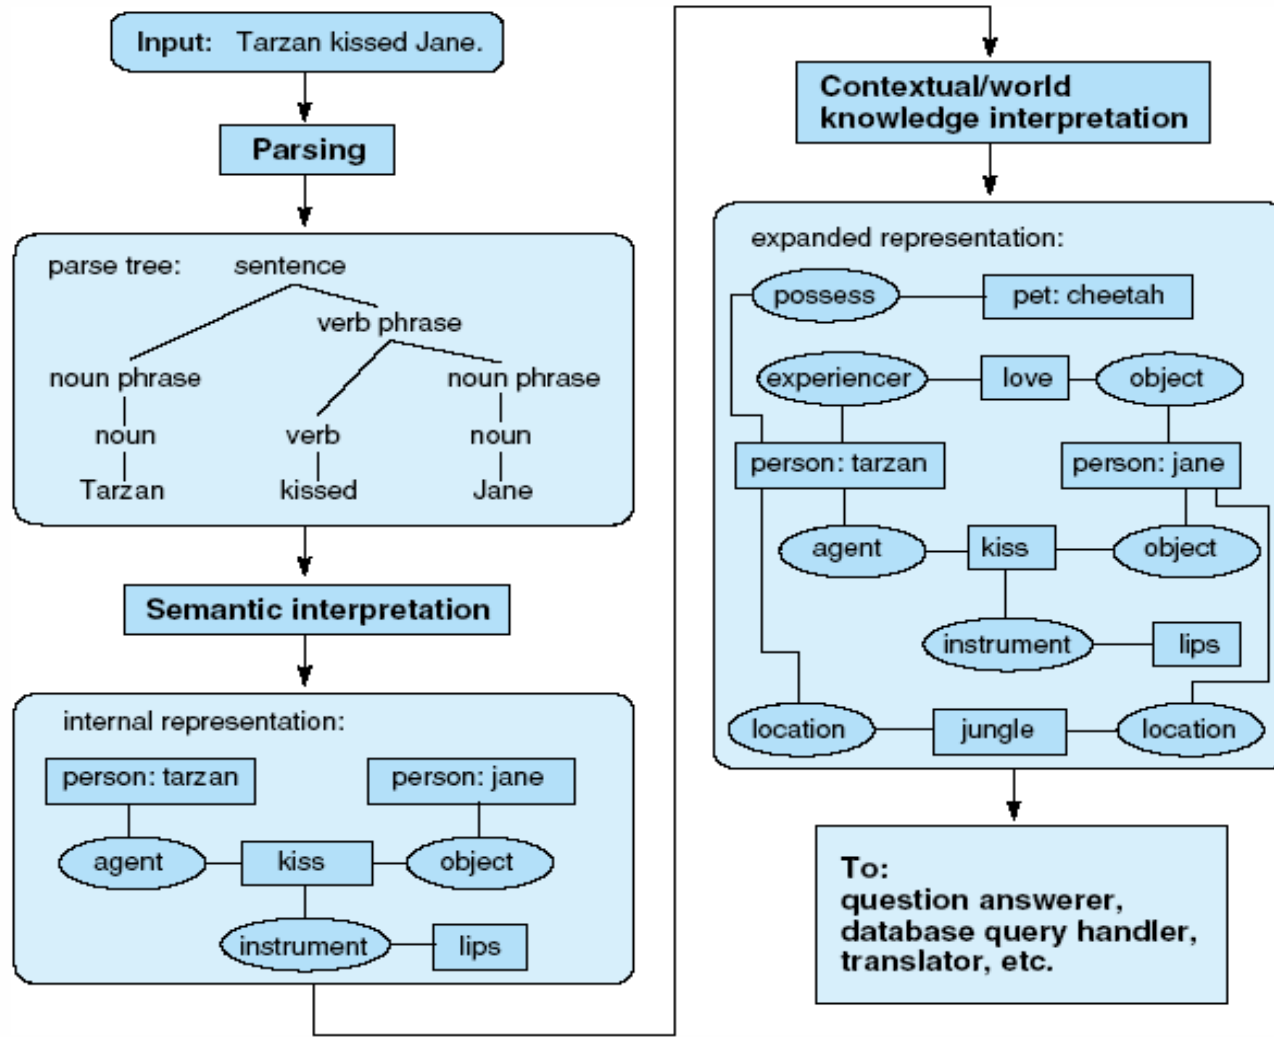 Input: Tarzan kissed Jane.
Parsing
parse tree: sentence
verb phrase
noun phrase noun phrase
noun verb noun
Tarzan kissed Jane
Semantic interpretation
internal representation:
person: tarzan person: jane
agent kiss object
instrument lips
Contextual/world
knowledge interpretation
expanded representation:
possess pet: cheetah
experiencer love object
person: tarzan person: jane
agent kiss object
instrument lips
location jungle location
To:
question answerer,
database query handler,
translator, etc.